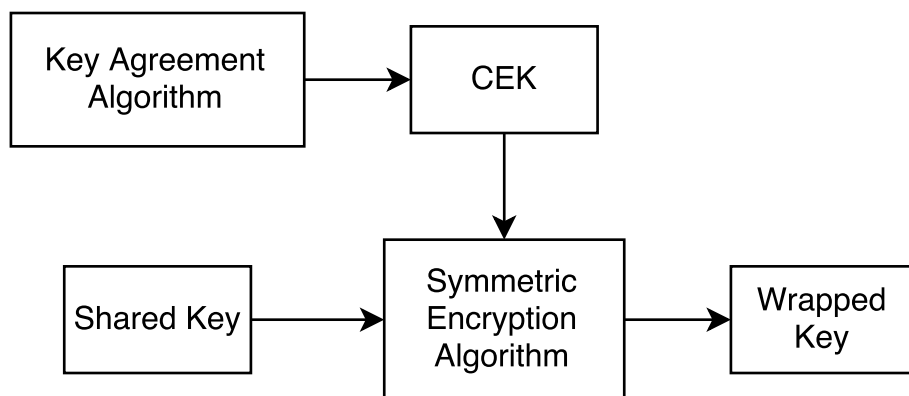 Key Agreement
Algorithm
CEK
Shared Key
Symmetric
Encryption
Algorithm
Wrapped
Key